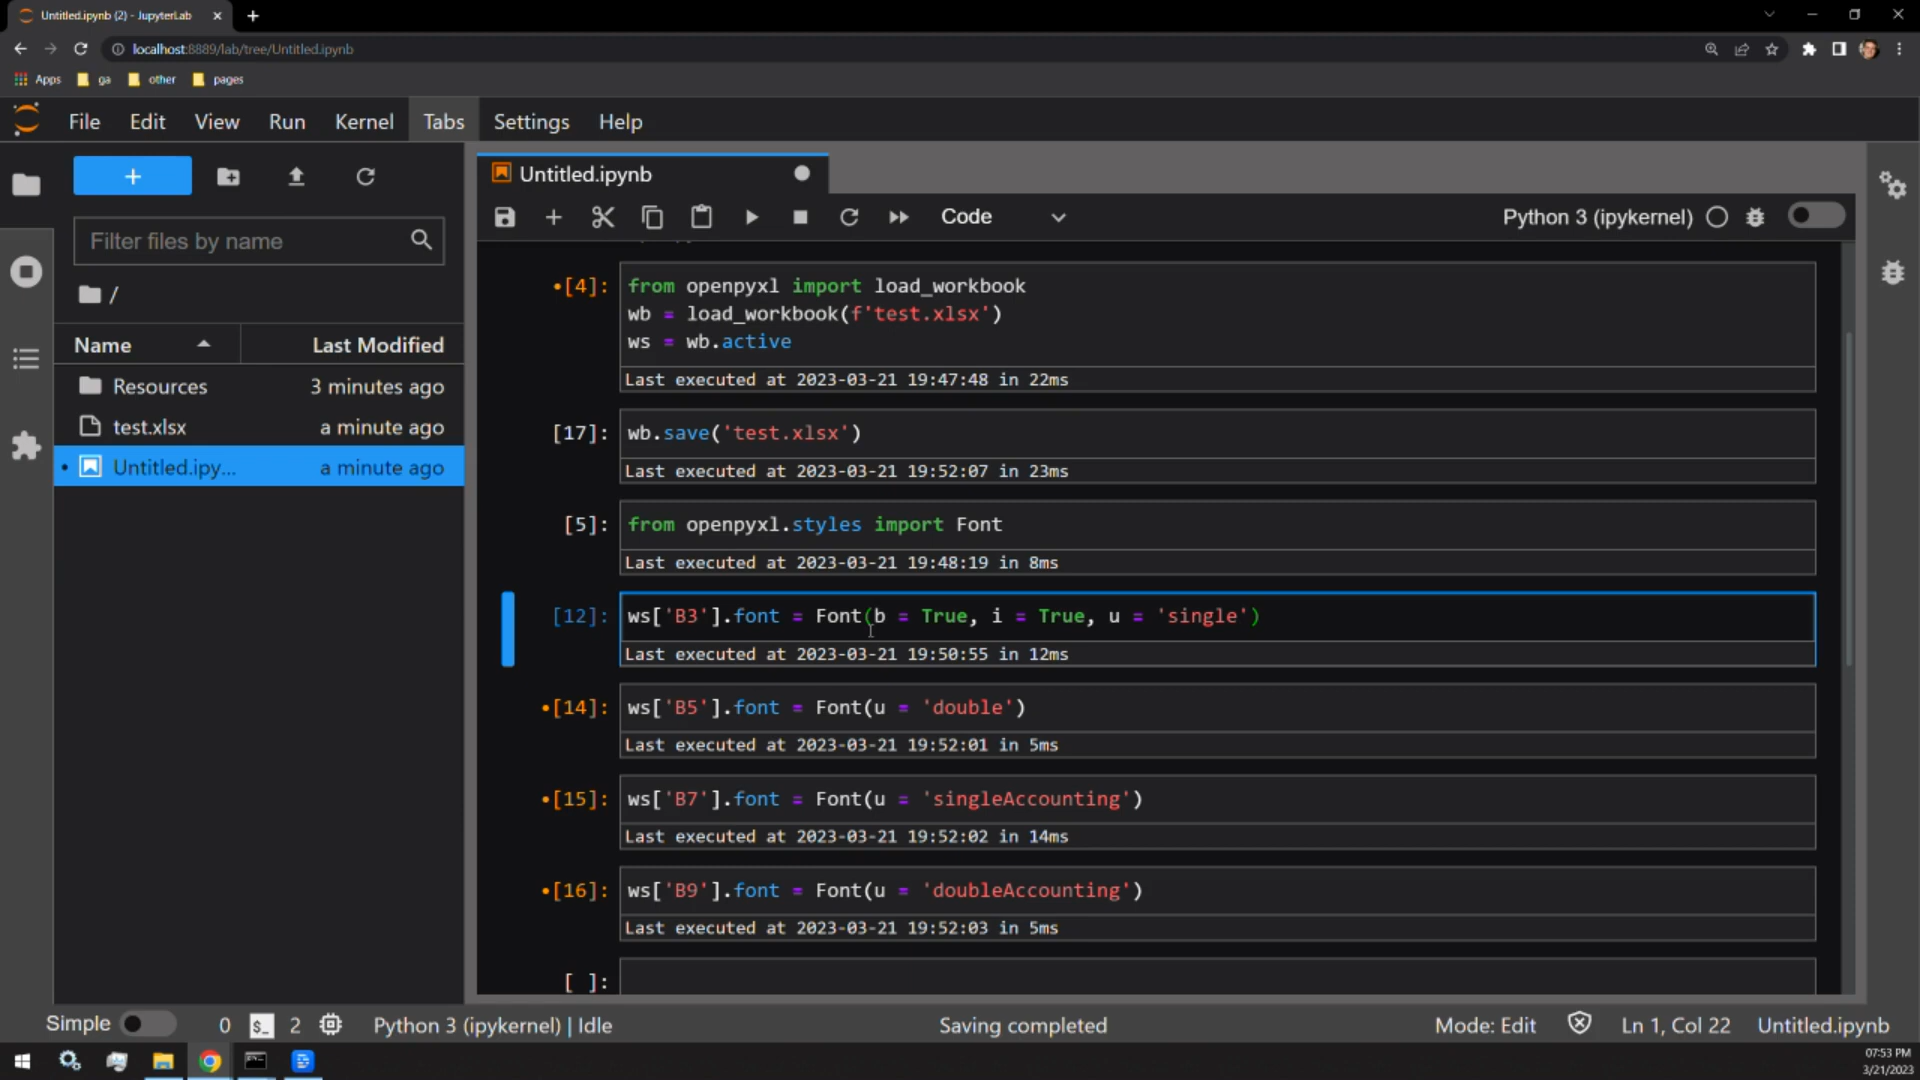 Untitled.ipynb (2) - JupyterLab
localhost:8889/lab/tree/Untitled.ipynb
Apps ga other pages
File Edit View Run Kernel Tabs Settings Help
Filter files by name
/
Name Last Modified
Resources 3 minutes ago
test.xlsx a minute ago
Untitled.ipy... a minute ago
Untitled.ipynb
Code Python 3 (ipykernel)
[4]: from openpyxl import load_workbook
wb = load_workbook(f'test.xlsx')
ws = wb.active
Last executed at 2023-03-21 19:47:48 in 22ms
[17]: wb.save('test.xlsx')
Last executed at 2023-03-21 19:52:07 in 23ms
[5]: from openpyxl.styles import Font
Last executed at 2023-03-21 19:48:19 in 8ms
[12]: ws['B3'].font = Font(b = True, i = True, u = 'single')
Last executed at 2023-03-21 19:50:55 in 12ms
[14]: ws['B5'].font = Font(u = 'double')
Last executed at 2023-03-21 19:52:01 in 5ms
[15]: ws['B7'].font = Font(u = 'singleAccounting')
Last executed at 2023-03-21 19:52:02 in 14ms
[16]: ws['B9'].font = Font(u = 'doubleAccounting')
Last executed at 2023-03-21 19:52:03 in 5ms
[ ]:
Simple 0 $_ 2 Python 3 (ipykernel) | Idle Saving completed Mode: Edit Ln 1, Col 22 Untitled.ipynb
07:53 PM
3/21/2023